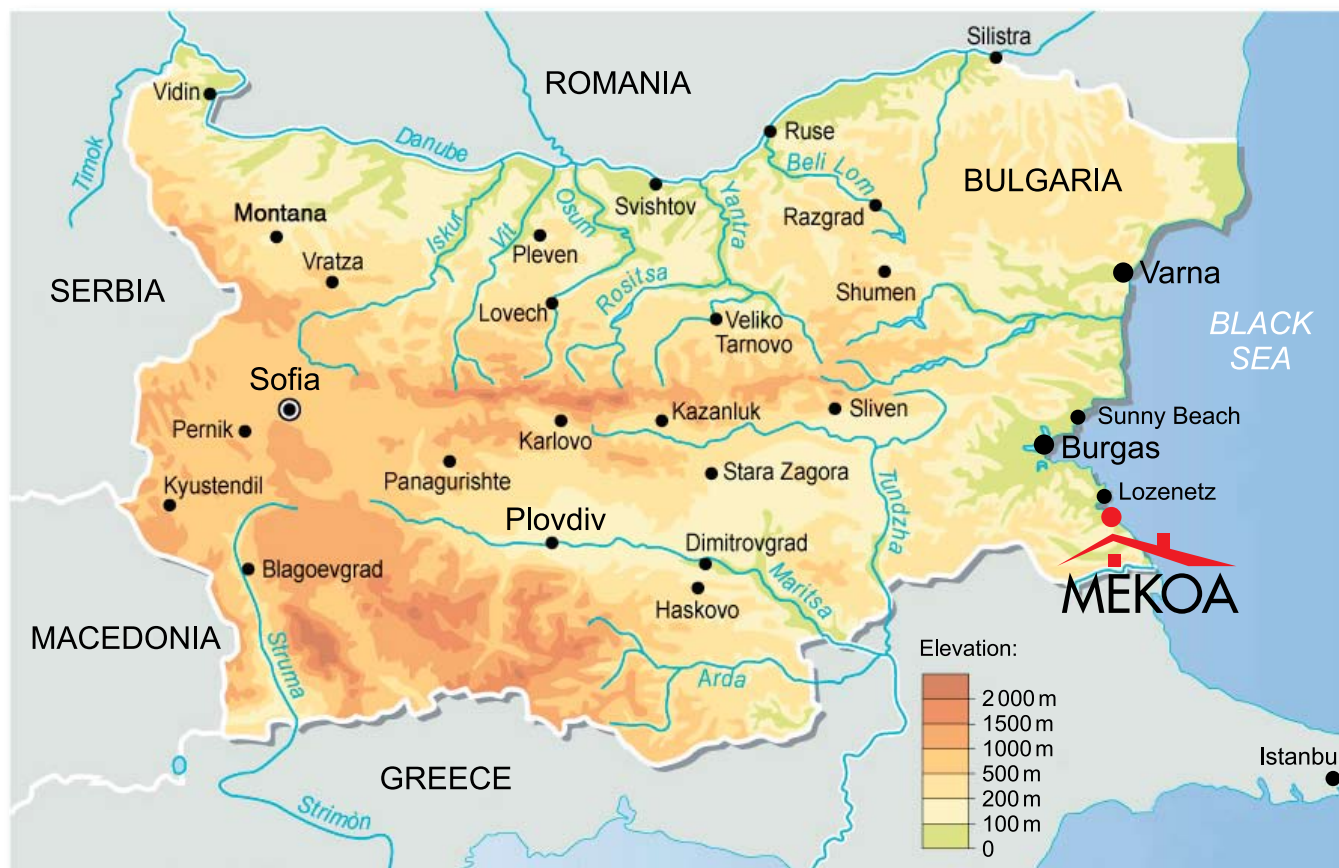 Silistra
ROMANIA
Vidin
Timok
Danube
Ruse
Beli Lom
BULGARIA
Svishtov
Yantra
Razgrad
Montana
Iskur
Vit
Osum
Pleven
Vratza
SERBIA
Rositsa
Shumen
Varna
Lovech
Veliko
Tarnovo
BLACK
SEA
Sofia
Pernik
Karlovo
Kazanluk
Sliven
Sunny Beach
Burgas
Panagurishte
Stara Zagora
Kyustendil
Tundzha
Lozenetz
Plovdiv
Dimitrovgrad
Blagoevgrad
Maritsa
Haskovo
MEKOA
MACEDONIA
Struma
Arda
Elevation:
2 000 m
1500 m
1000 m
500 m
200 m
100 m
0
GREECE
Strimòn
Istanbu